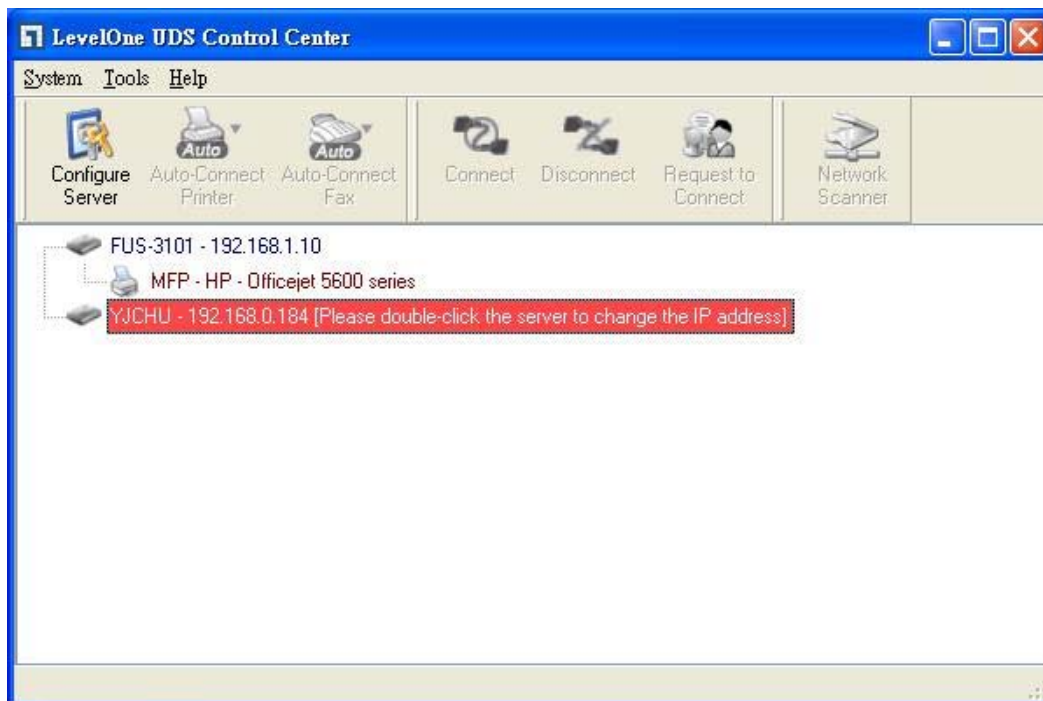 LevelOne UDS Control Center
System Tools Help
Configure Server
Auto-Connect Printer
Auto-Connect Fax
Connect
Disconnect
Request to Connect
Network Scanner
Auto
Auto
FUS-3101 - 192.168.1.10
MFP - HP - Officejet 5600 series
YJCHU - 192.168.0.184 [Please double-click the server to change the IP address]